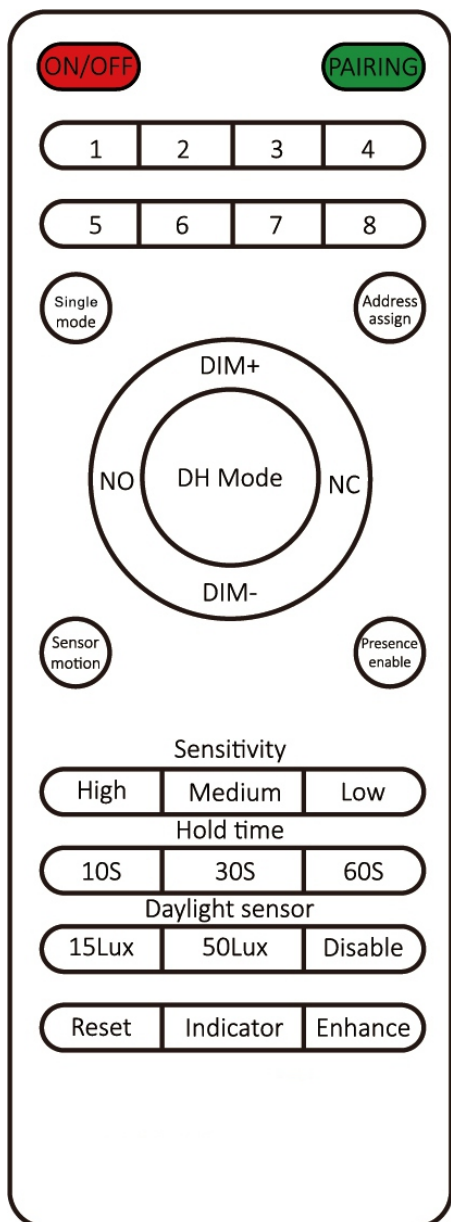 ON/OFF PAIRING
1 2 3 4
5 6 7 8
Single mode
Address assign
DIM+
NO DH Mode NC
DIM-
Sensor motion
Presence enable
Sensitivity
High Medium Low
Hold time
10S 30S 60S
Daylight sensor
15Lux 50Lux Disable
Reset Indicator Enhance